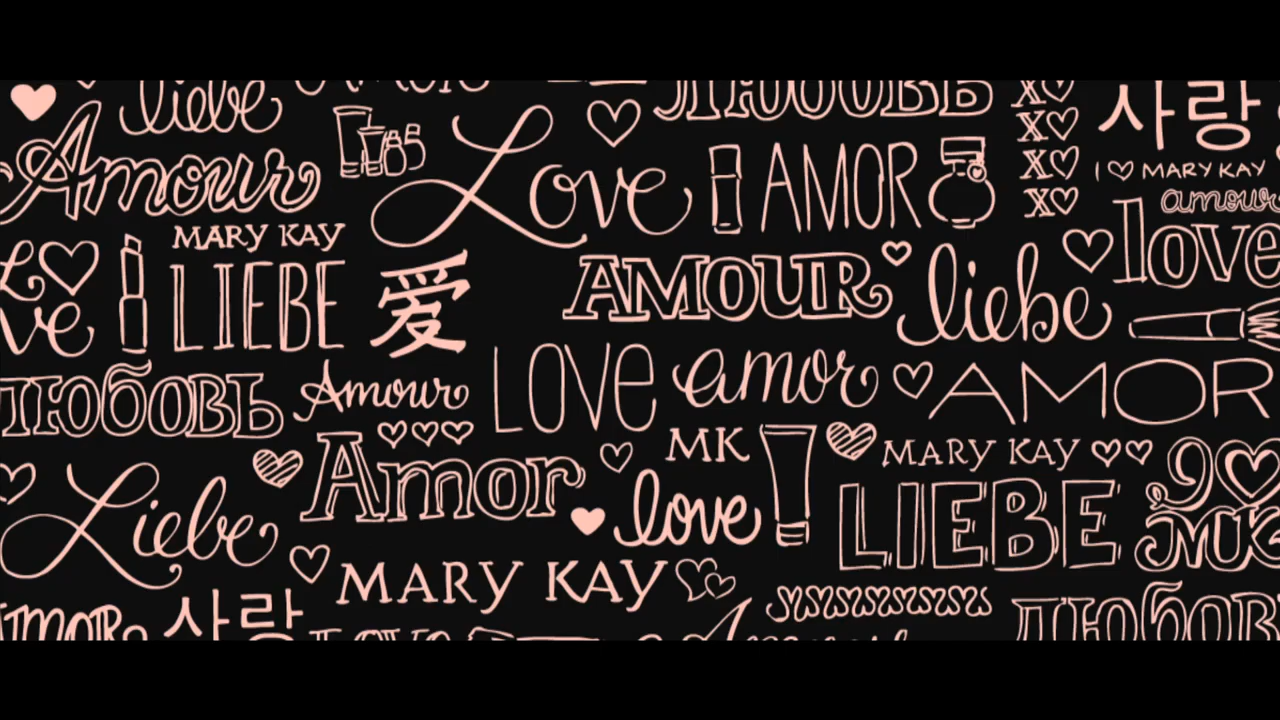 liebe
ЛЮБОВЬ
X
X
X
X
사랑
Amour
Love
AMOR
I ♡ MARY KAY
amour
MARY KAY
Love
LIEBE
爱
AMOUR
liebe
love
любовь
Amour
LOVE
amor
AMOR
MK
MARY KAY
Liebe
Amor
love
LIEBE
MARY KAY
사랑
любовь